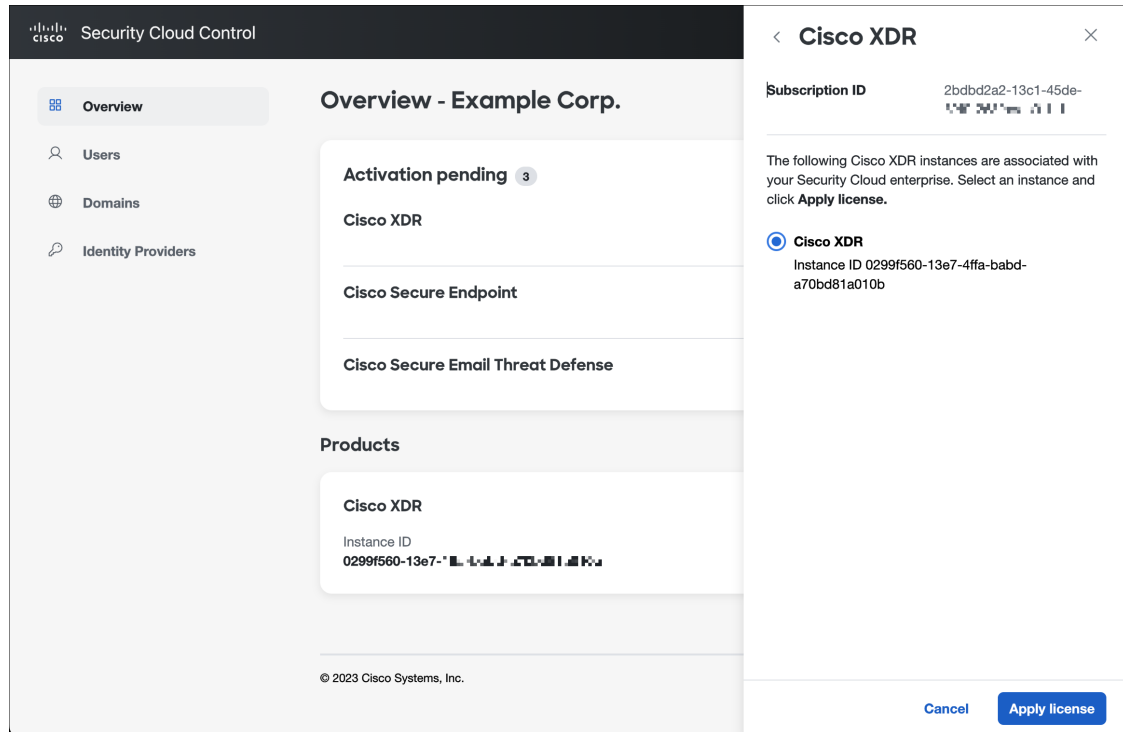 cisco Security Cloud Control
Overview
Users
Domains
Identity Providers
Overview - Example Corp.
Activation pending 3
Cisco XDR
Cisco Secure Endpoint
Cisco Secure Email Threat Defense
Products
Cisco XDR
Instance ID
0299f560-13e7-
© 2023 Cisco Systems, Inc.
Cisco XDR
Subscription ID 2bdbd2a2-13c1-45de-
The following Cisco XDR instances are associated with
your Security Cloud enterprise. Select an instance and
click Apply license.
Cisco XDR
Instance ID 0299f560-13e7-4ffa-babd-
a70bd81a010b
Cancel Apply license